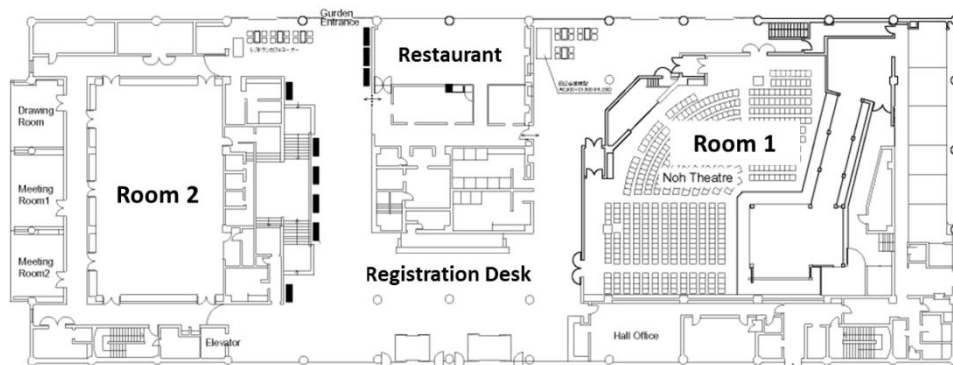 Gurden
Entrance
Restaurant
Drawing
Room
Room 1
Noh Theatre
Meeting
Room1
Room 2
Meeting
Room2
Registration Desk
Elevator
Hall Office